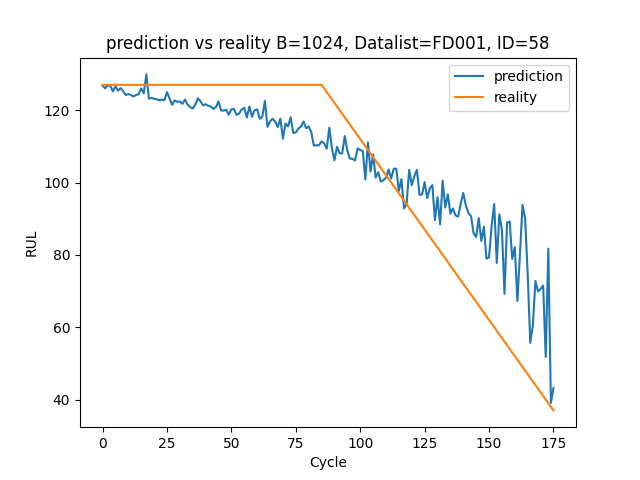 prediction vs reality B=1024, Datalist=FD001, ID=58
prediction
reality
RUL
120
100
80
60
40
0 25 50 75 100 125 150 175
Cycle